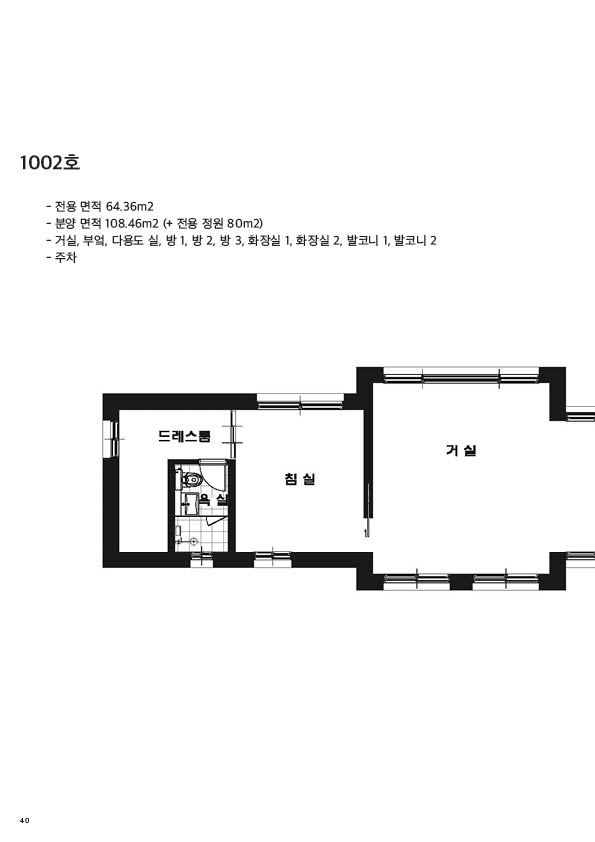 1002호
- 전용 면적 64.36m2
- 분양 면적 108.46m2 (+ 전용 정원 80m2)
- 거실, 부엌, 다용도 실, 방 1, 방 2, 방 3, 화장실 1, 화장실 2, 발코니 1, 발코니 2
- 주차
드레스룸
거 실
침 실
욕 실
40